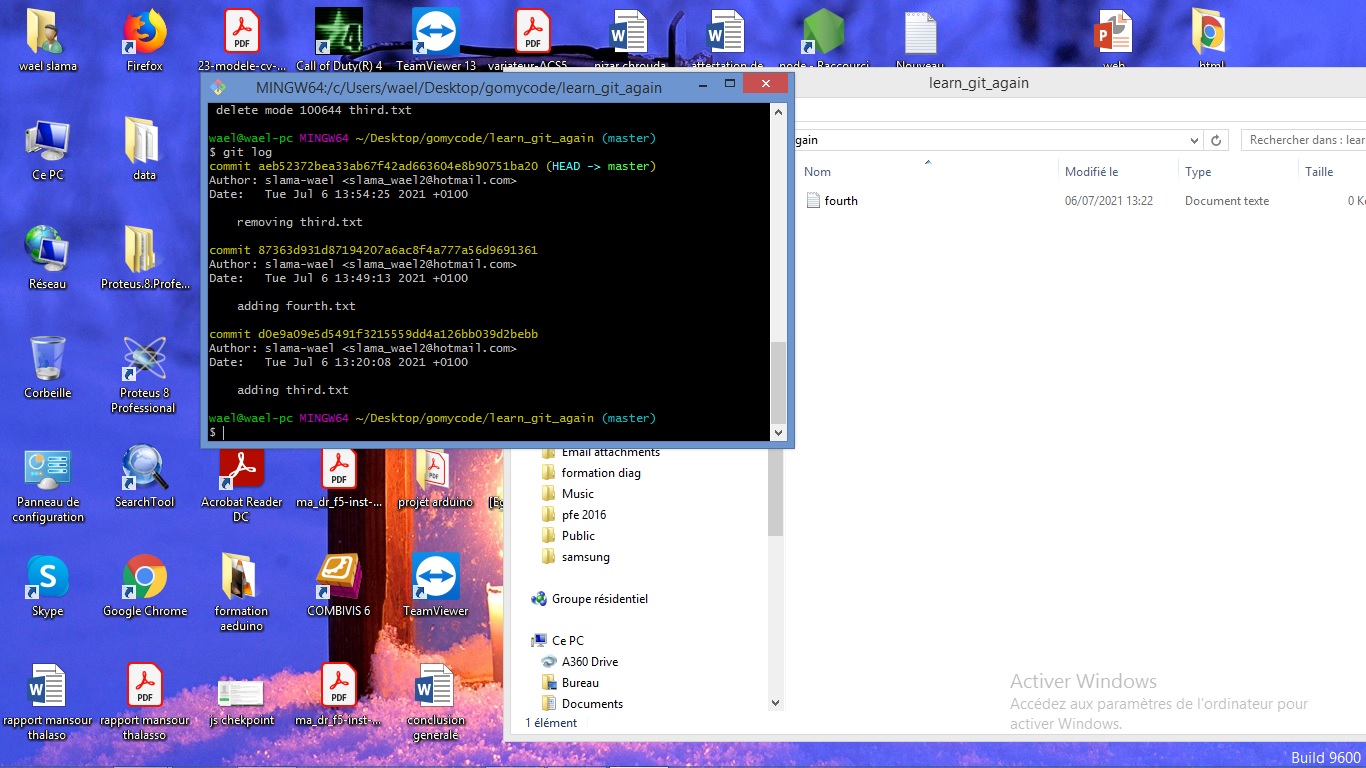 wael slama
Firefox
23-modele-cv-...
Call of Duty(R) 4
TeamViewer 13
variateur-ACS5
nizar chrouda
attestation de
node - Raccourci
Nouveau
web
html
MINGW64:/c/Users/wael/Desktop/gomycode/learn_git_again
learn_git_again
delete mode 100644 third.txt
wael@wael-pc MINGW64 ~/Desktop/gomycode/learn_git_again (master)
$ git log
commit aeb52372bea33ab67f42ad663604e8b90751ba20 (HEAD -> master)
Author: slama-wael <slama_wael2@hotmail.com>
Date:   Tue Jul 6 13:54:25 2021 +0100
removing third.txt
commit 87363d931d87194207a6ac8f4a777a56d9691361
Author: slama-wael <slama_wael2@hotmail.com>
Date:   Tue Jul 6 13:49:13 2021 +0100
adding fourth.txt
commit d0e9a09e5d5491f3215559dd4a126bb039d2bebb
Author: slama-wael <slama_wael2@hotmail.com>
Date:   Tue Jul 6 13:20:08 2021 +0100
adding third.txt
wael@wael-pc MINGW64 ~/Desktop/gomycode/learn_git_again (master)
$
gain
Rechercher dans : lear
Nom
Modifié le
Type
Taille
fourth
06/07/2021 13:22
Document texte
0 K
Ce PC
data
Réseau
Proteus.8.Profe...
Corbeille
Proteus 8
Professional
Panneau de
configuration
SearchTool
Acrobat Reader
DC
ma_dr_f5-inst-...
projet arduino
Email attachments
formation diag
Music
pfe 2016
Public
samsung
Groupe résidentiel
Ce PC
A360 Drive
Bureau
Documents
1 élément
Skype
Google Chrome
formation
aeduino
COMBIVIS 6
TeamViewer
rapport mansour
thalaso
rapport mansour
thalasso
js chekpoint
ma_dr_f5-inst-...
conclusion
generale
Activer Windows
Accédez aux paramètres de l'ordinateur pour
activer Windows.
Build 9600